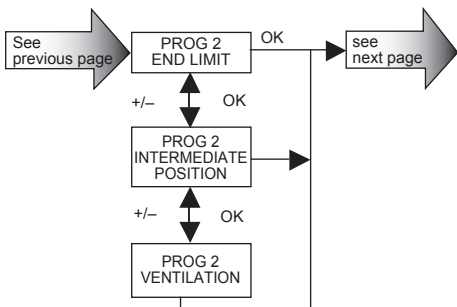 See
previous page
PROG 2
END LIMIT
OK
see
next page
+/–
OK
PROG 2
INTERMEDIATE
POSITION
+/–
OK
PROG 2
VENTILATION